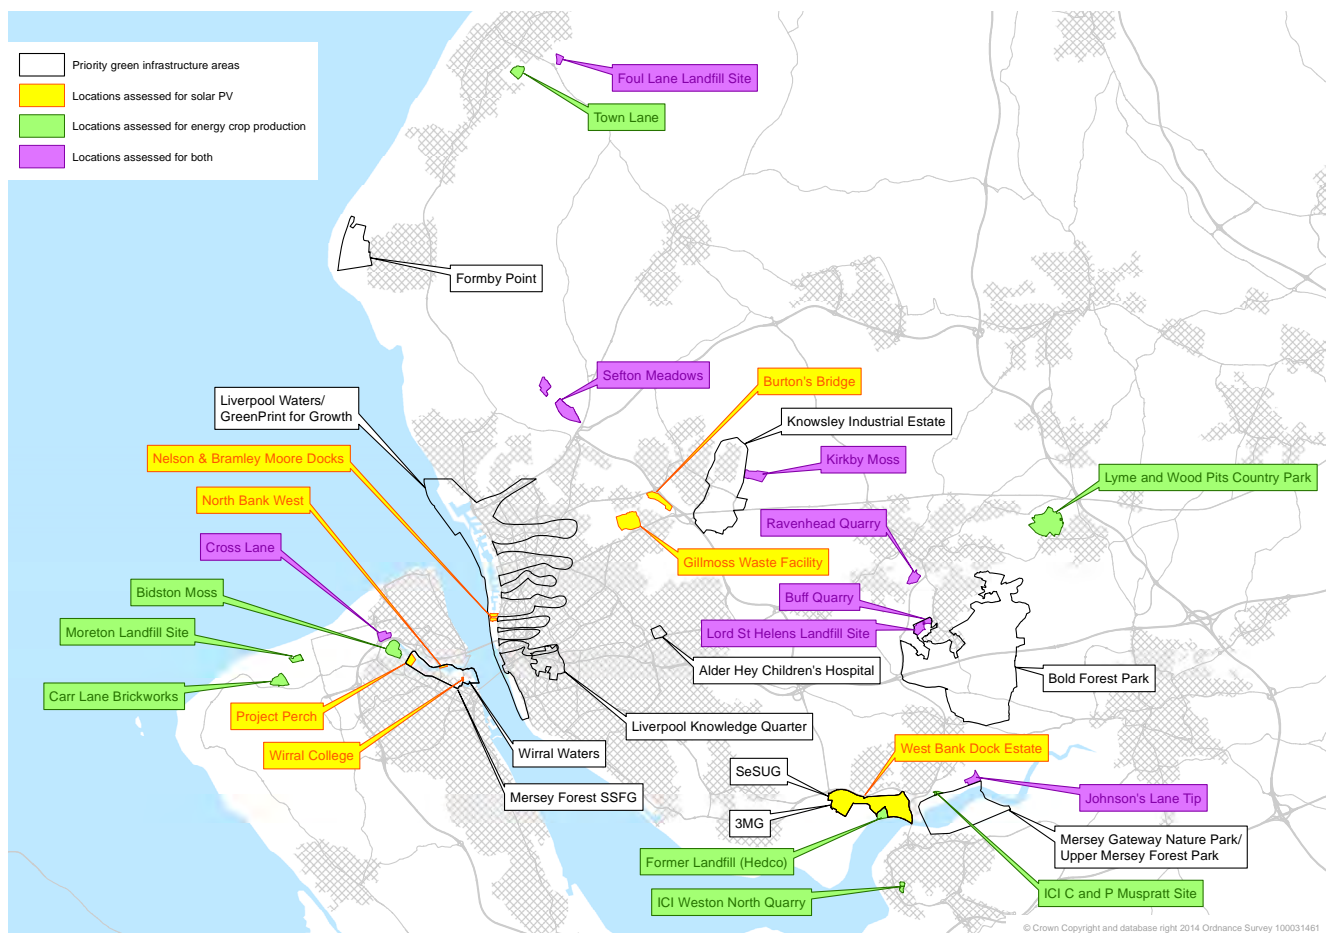 Priority green infrastructure areas
Locations assessed for solar PV
Locations assessed for energy crop production
Locations assessed for both
Foul Lane Landfill Site
Town Lane
Formby Point
Sefton Meadows
Burton's Bridge
Liverpool Waters/
GreenPrint for Growth
Knowsley Industrial Estate
Nelson & Bramley Moore Docks
Kirkby Moss
Lyme and Wood Pits Country Park
North Bank West
Ravenhead Quarry
Cross Lane
Gillmoss Waste Facility
Bidston Moss
Buff Quarry
Moreton Landfill Site
Lord St Helens Landfill Site
Alder Hey Children's Hospital
Bold Forest Park
Carr Lane Brickworks
Project Perch
Liverpool Knowledge Quarter
Wirral College
Wirral Waters
West Bank Dock Estate
SeSUG
Mersey Forest SSFG
Johnson's Lane Tip
3MG
Mersey Gateway Nature Park/
Upper Mersey Forest Park
Former Landfill (Hedco)
ICI Weston North Quarry
ICI C and P Muspratt Site
© Crown Copyright and database right 2014 Ordnance Survey 100031461